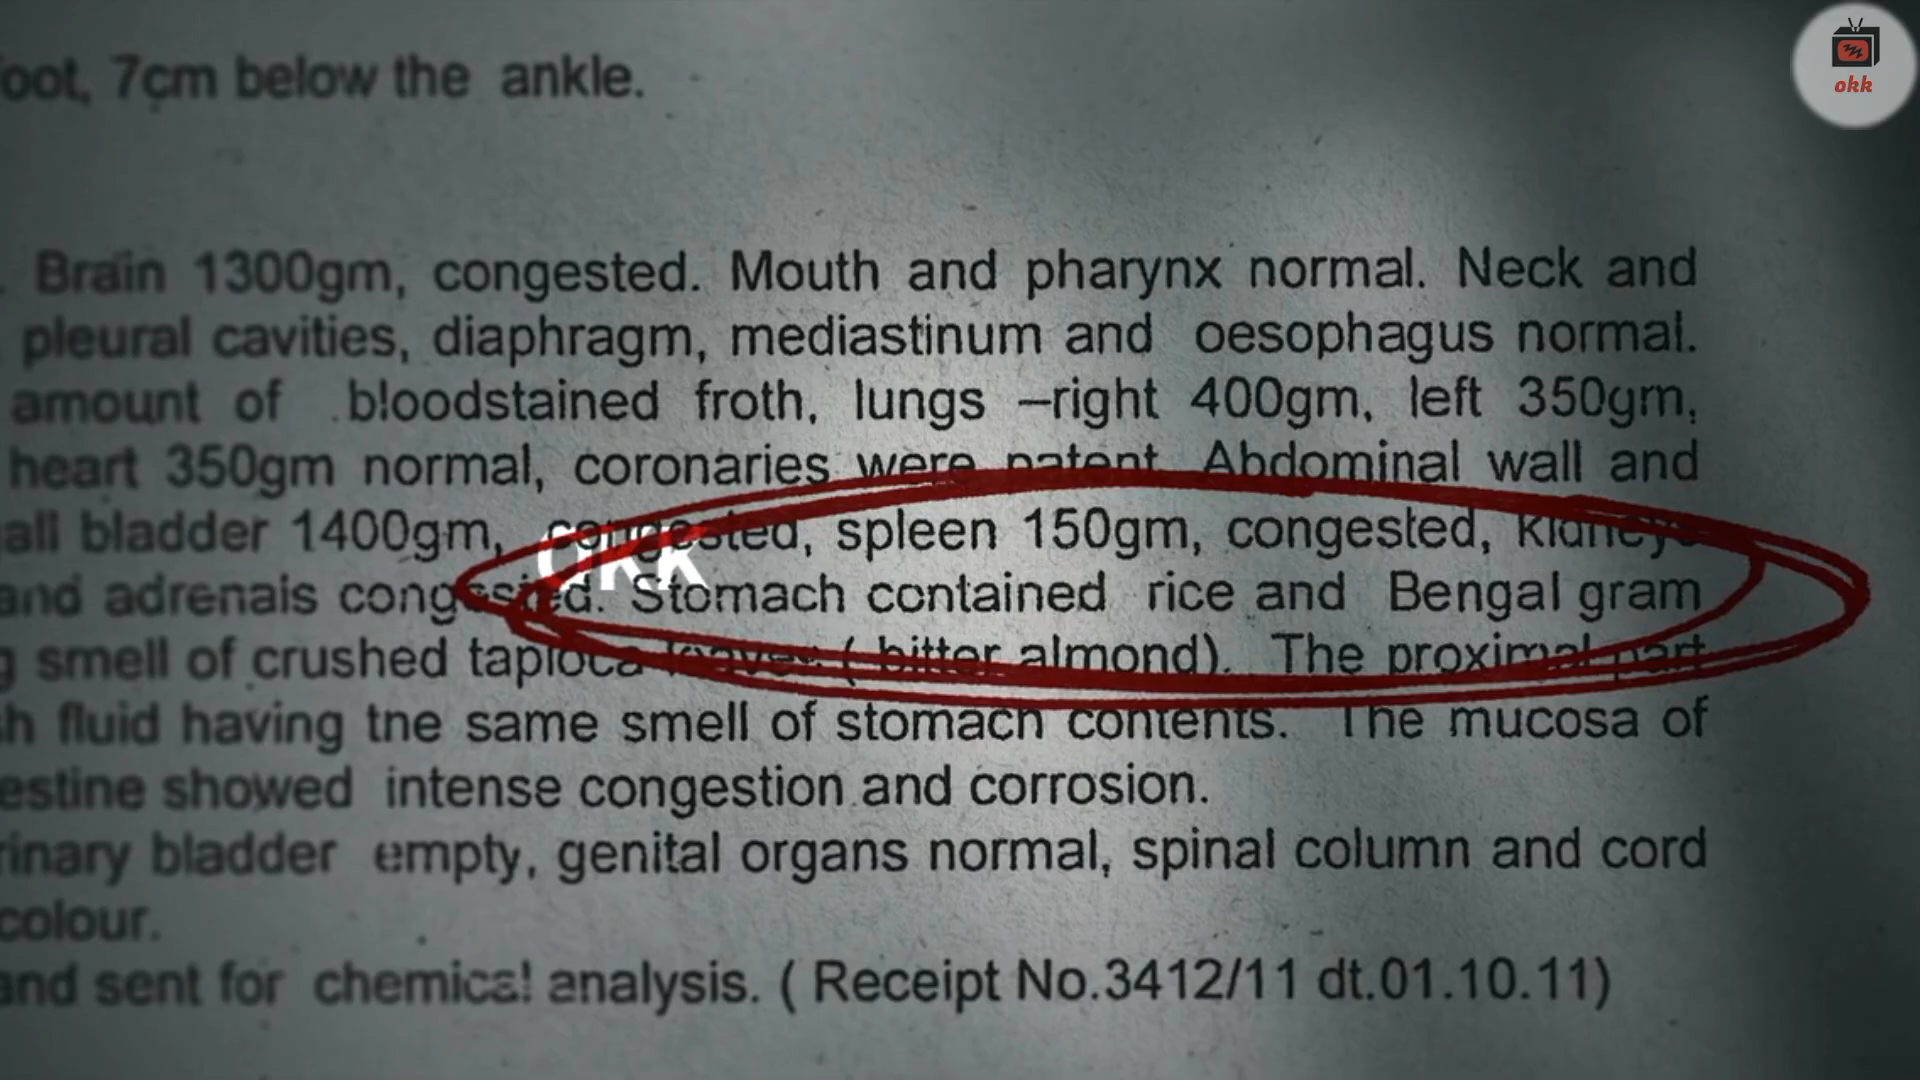 foot, 7cm below the ankle.
okk
. Brain 1300gm, congested. Mouth and pharynx normal. Neck and
pleural cavities, diaphragm, mediastinum and oesophagus normal.
amount of bloodstained froth, lungs –right 400gm, left 350gm,
heart 350gm normal, coronaries were patent. Abdominal wall and
all bladder 1400gm, congested, spleen 150gm, congested, kidneys
OKK
and adrenals congested. Stomach contained rice and Bengal gram
g smell of crushed tapioca leaves ( bitter almond). The proximal part
sh fluid having the same smell of stomach contents. The mucosa of
estine showed intense congestion and corrosion.
rinary bladder empty, genital organs normal, spinal column and cord
colour.
and sent for chemical analysis. ( Receipt No.3412/11 dt.01.10.11)